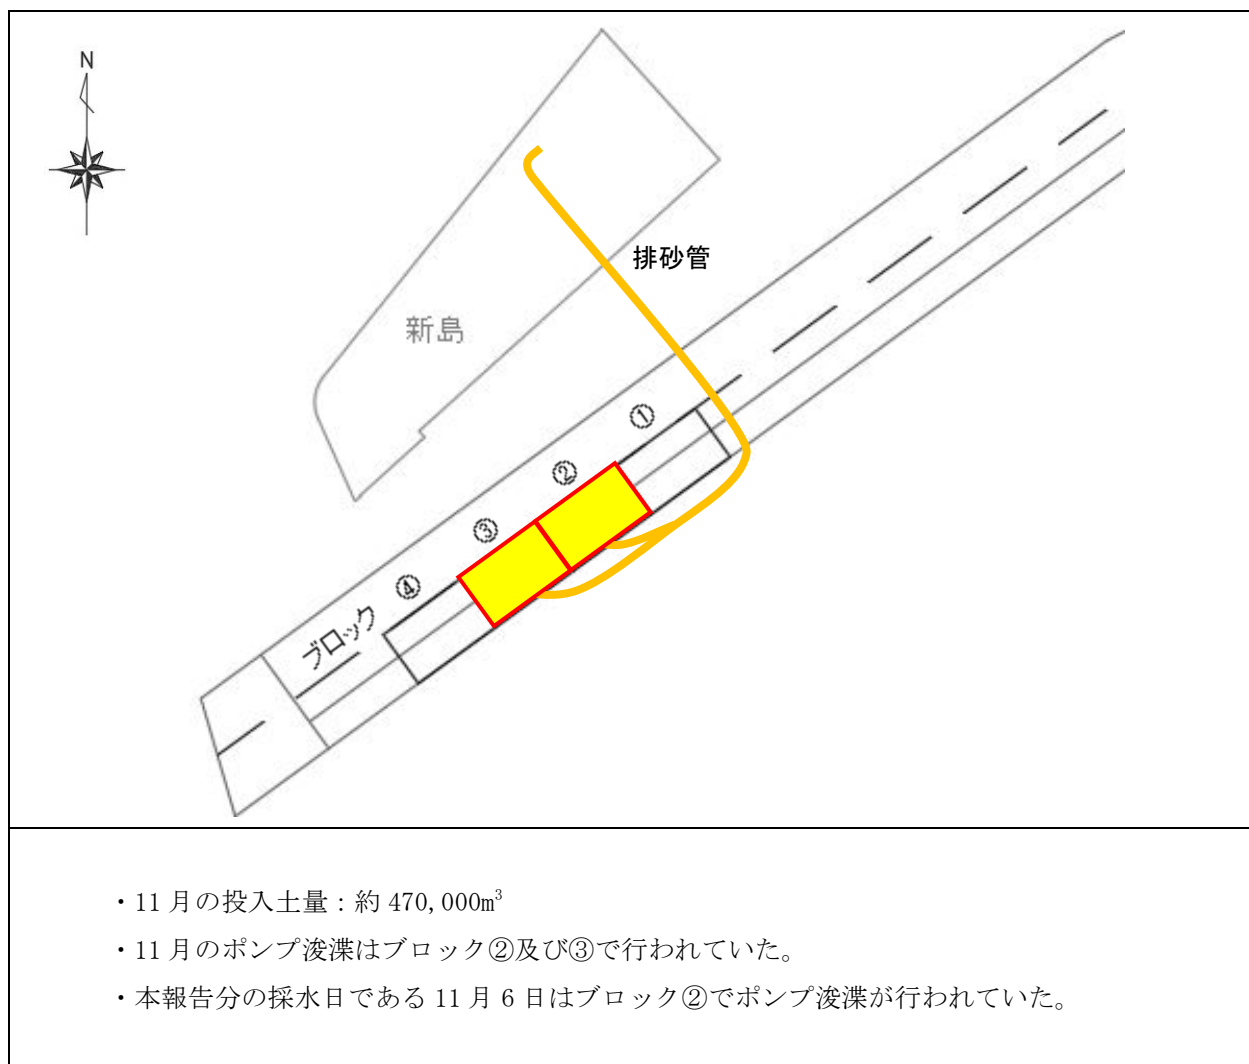 N
排砂管
新島
①
②
③
④
ブロック
・11月の投入土量：約470,000m³
・11月のポンプ浚渫はブロック②及び③で行われていた。
・本報告分の採水日である11月6日はブロック②でポンプ浚渫が行われていた。